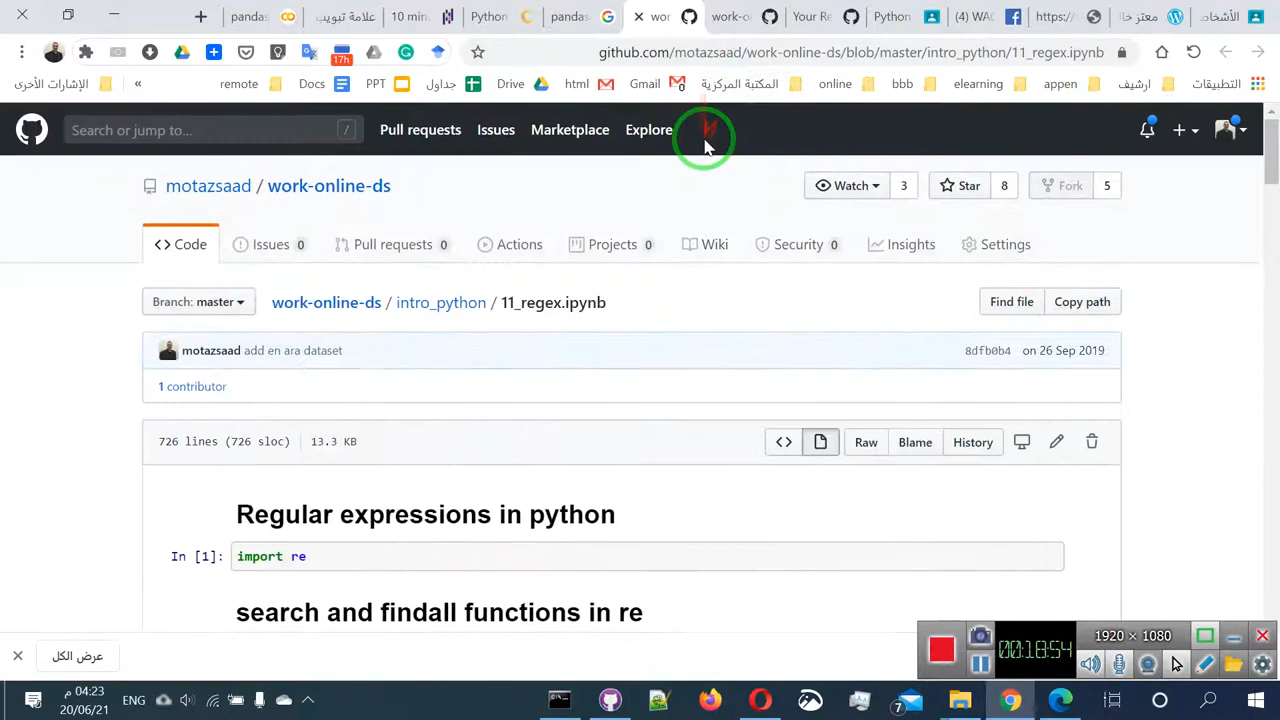 pandas
علامة تبويب
10 min
Python
pandas
wor
work-o
Your Re
Python
(4) WAC
https:/
معتز خا
الأشخاص
17h
github.com/motazsaad/work-online-ds/blob/master/intro_python/11_regex.ipynb
الإشارات الأخرى
«
remote
Docs
PPT
جداول
Drive
html
Gmail
المكتبة المركزية
online
bbb
elearning
appen
ارشيف
التطبيقات
Search or jump to...
/
Pull requests
Issues
Marketplace
Explore
motazsaad / work-online-ds
Watch
3
Star
8
Fork
5
Code
Issues 0
Pull requests 0
Actions
Projects 0
Wiki
Security 0
Insights
Settings
Branch: master
work-online-ds / intro_python / 11_regex.ipynb
Find file
Copy path
motazsaad add en ara dataset
8dfb0b4 on 26 Sep 2019
1 contributor
726 lines (726 sloc)
13.3 KB
Raw
Blame
History
Regular expressions in python
In [1]: import re
search and findall functions in re
عرض الكل
00:18:54
1920 × 1080
04:23 م
20/06/21
ENG
7